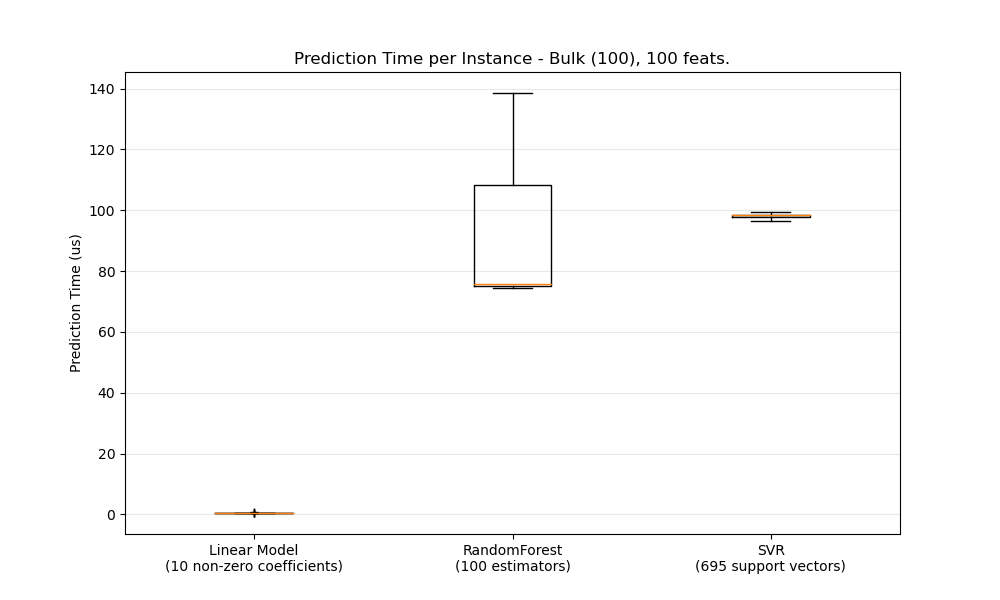 Prediction Time per Instance - Bulk (100), 100 feats.
Prediction Time (us)
140
120
100
80
60
40
20
0
Linear Model
(10 non-zero coefficients)
RandomForest
(100 estimators)
SVR
(695 support vectors)